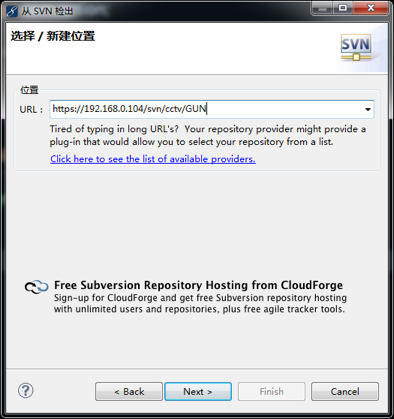 从 SVN 检出
选择 / 新建位置
SVN
位置
URL： https://192.168.0.104/svn/cctv/GUN
Tired of typing in long URL's? Your repository provider might provide a
plug-in that would allow you to select your repository from a list.
Click here to see the list of available providers.
Free Subversion Repository Hosting from CloudForge
Sign-up for CloudForge and get free Subversion repository hosting
with unlimited users and repositories, plus free agile tracker tools.
?
< Back
Next >
Finish
Cancel